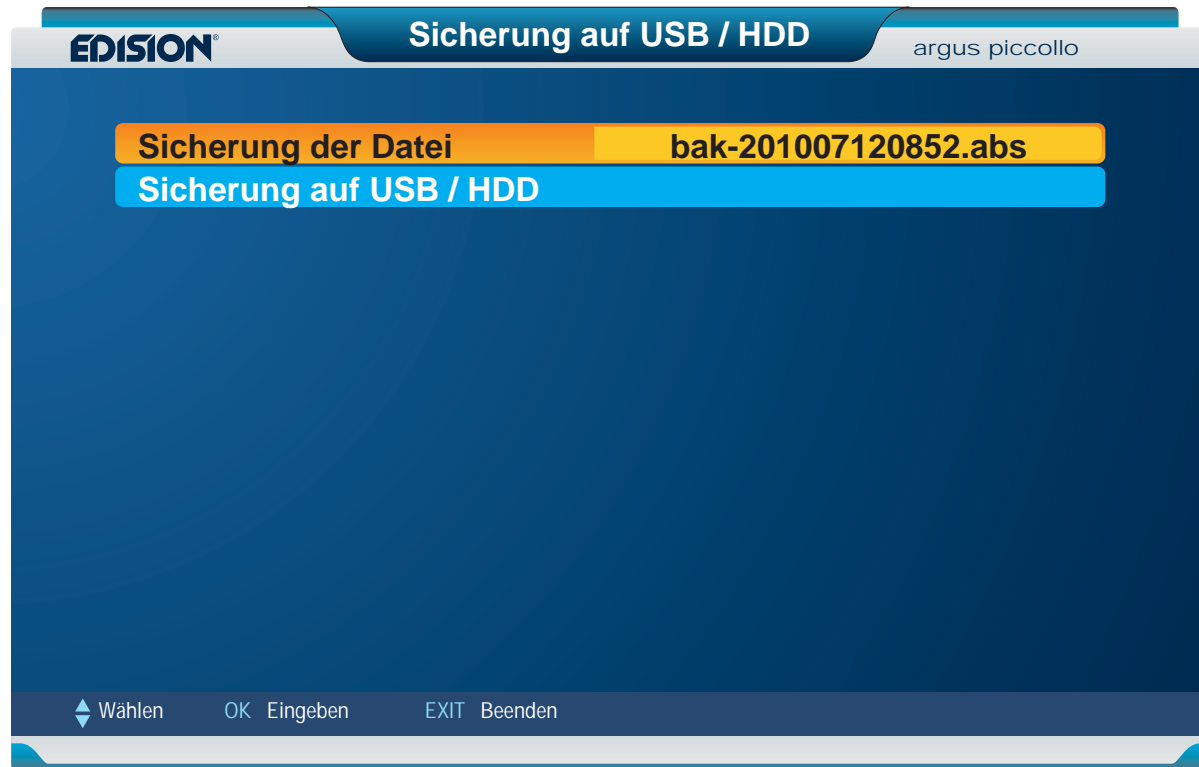 EDISION®
Sicherung auf USB / HDD
argus piccollo
Sicherung der Datei bak-201007120852.abs
Sicherung auf USB / HDD
Wählen OK Eingeben EXIT Beenden